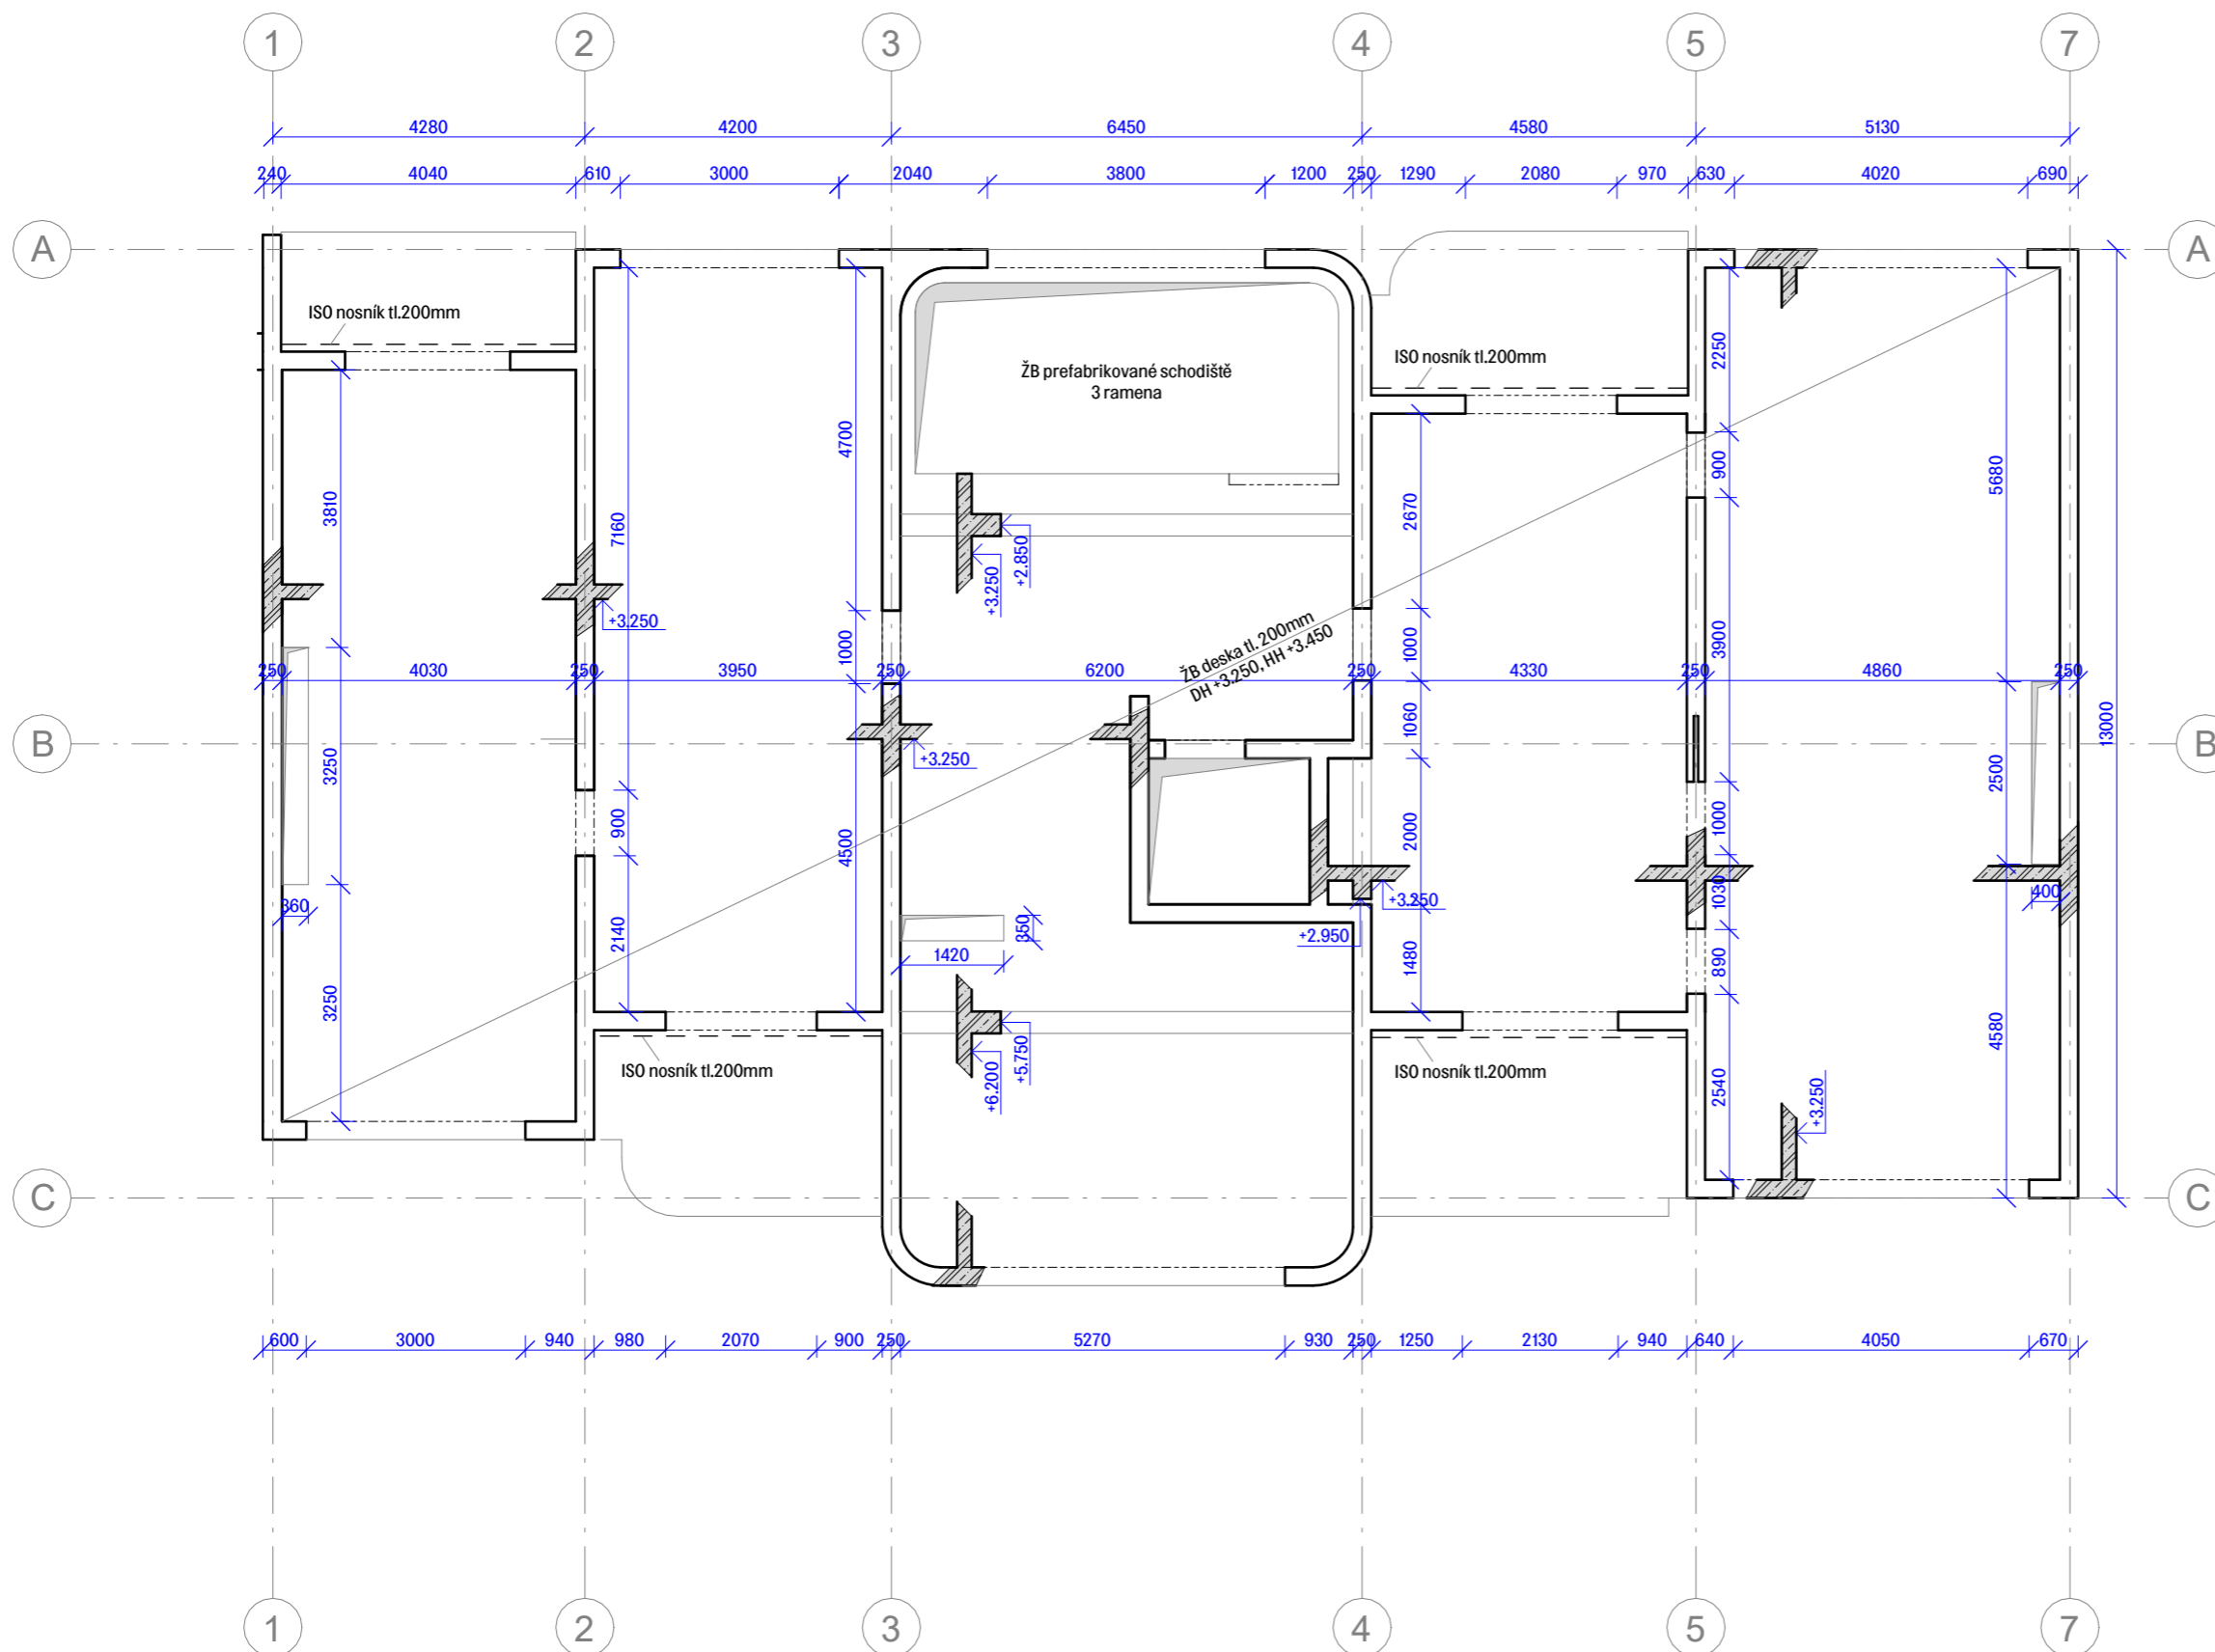 1 2 3 4 5 7
4280 4200 6450 4580 5130
240 4040 610 3000 2040 3800 1200 250 1290 2080 970 630 4020 690
A A
ISO nosník tl.200mm
ISO nosník tl.200mm
ŽB prefabrikované schodiště
3 ramena
2250
4700
900
5680
3810
7160
2670
+2.850
+3.250
+3.250
1000
1000
3900
ŽB deska tl. 200mm
DH +3.250, HH +3.450
250 4030 250 3950 250 6200 250 4330 250 4860 250
13000
1060
B B
+3.250
3250
2500
900
1000
2000
4500
360
400
1030
+3.250
350
+2.950
1420
2140
1480
890
3250
4580
+5.750
+6.200
ISO nosník tl.200mm
ISO nosník tl.200mm
2540
+3.250
C C
600 3000 940 980 2070 900 250 5270 930 250 1250 2130 940 640 4050 670
1 2 3 4 5 7